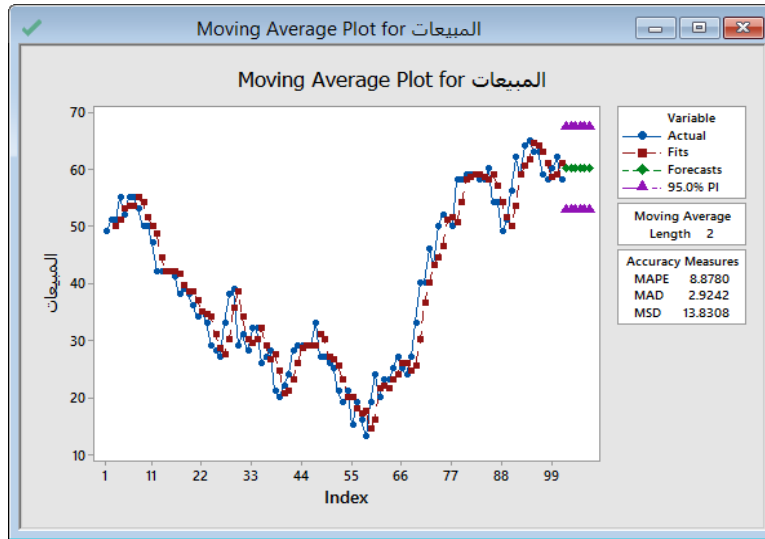 Moving Average Plot for المبيعات
Moving Average Plot for المبيعات
70
60
50
40
30
20
10
المبيعات
1 11 22 33 44 55 66 77 88 99
Index
Variable
Actual
Fits
Forecasts
95.0% PI
Moving Average
Length 2
Accuracy Measures
MAPE 8.8780
MAD 2.9242
MSD 13.8308